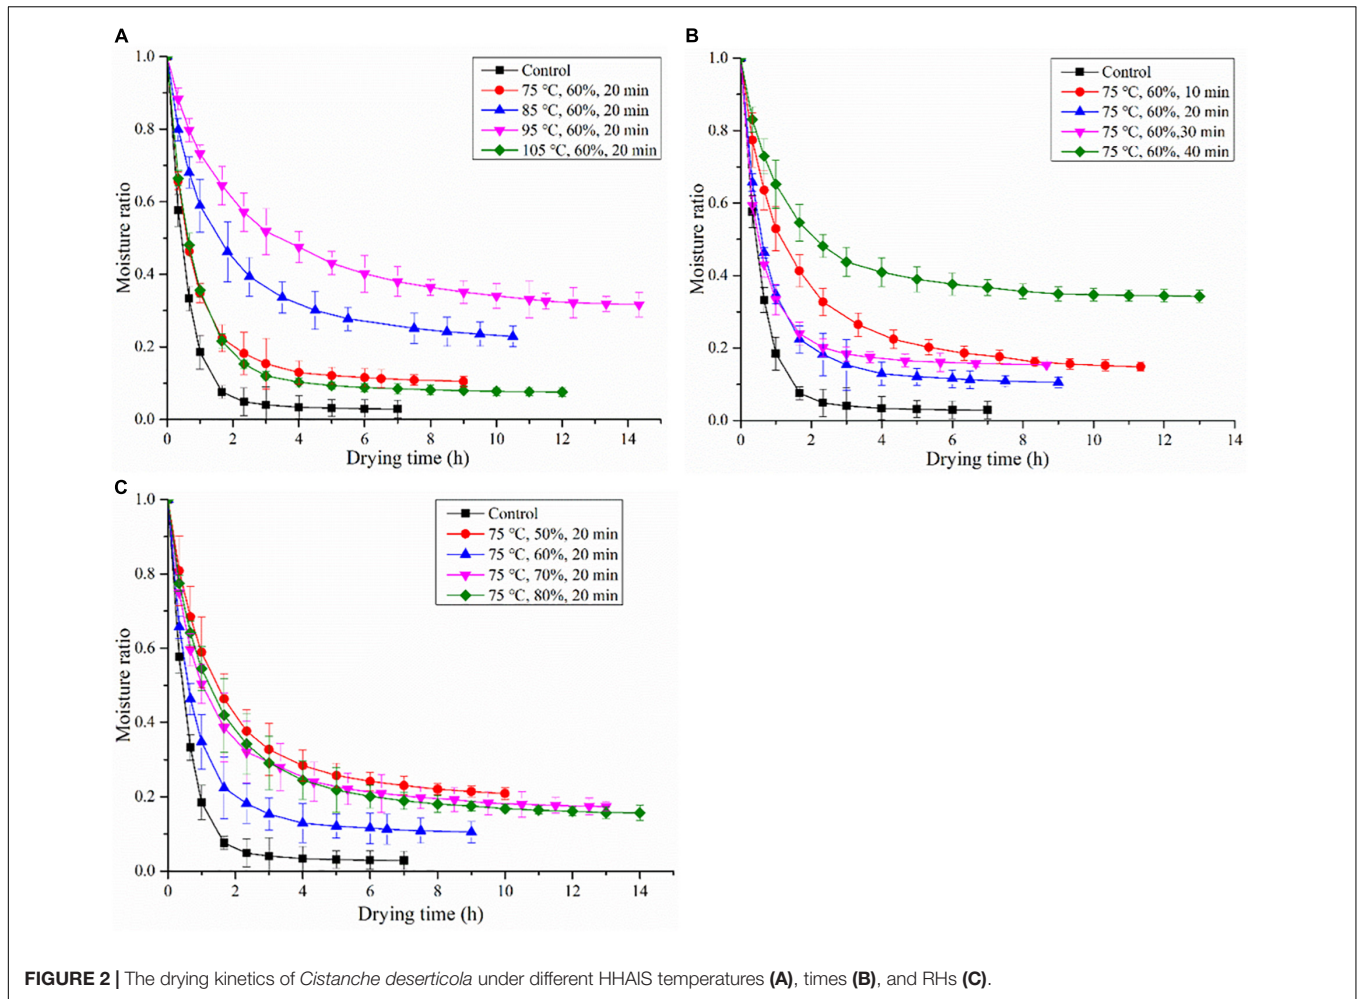 A
1.0
0.8
0.6
0.4
0.2
0.0
Moisture ratio
0 2 4 6 8 10 12 14
Drying time (h)
Control
75 ℃, 60%, 20 min
85 ℃, 60%, 20 min
95 ℃, 60%, 20 min
105 ℃, 60%, 20 min
B
1.0
0.8
0.6
0.4
0.2
0.0
Moisture ratio
0 2 4 6 8 10 12 14
Drying time (h)
Control
75 ℃, 60%, 10 min
75 ℃, 60%, 20 min
75 ℃, 60%,30 min
75 ℃, 60%, 40 min
C
1.0
0.8
0.6
0.4
0.2
0.0
Moisture ratio
0 2 4 6 8 10 12 14
Drying time (h)
Control
75 ℃, 50%, 20 min
75 ℃, 60%, 20 min
75 ℃, 70%, 20 min
75 ℃, 80%, 20 min
FIGURE 2 | The drying kinetics of Cistanche deserticola under different HHAIS temperatures (A), times (B), and RHs (C).